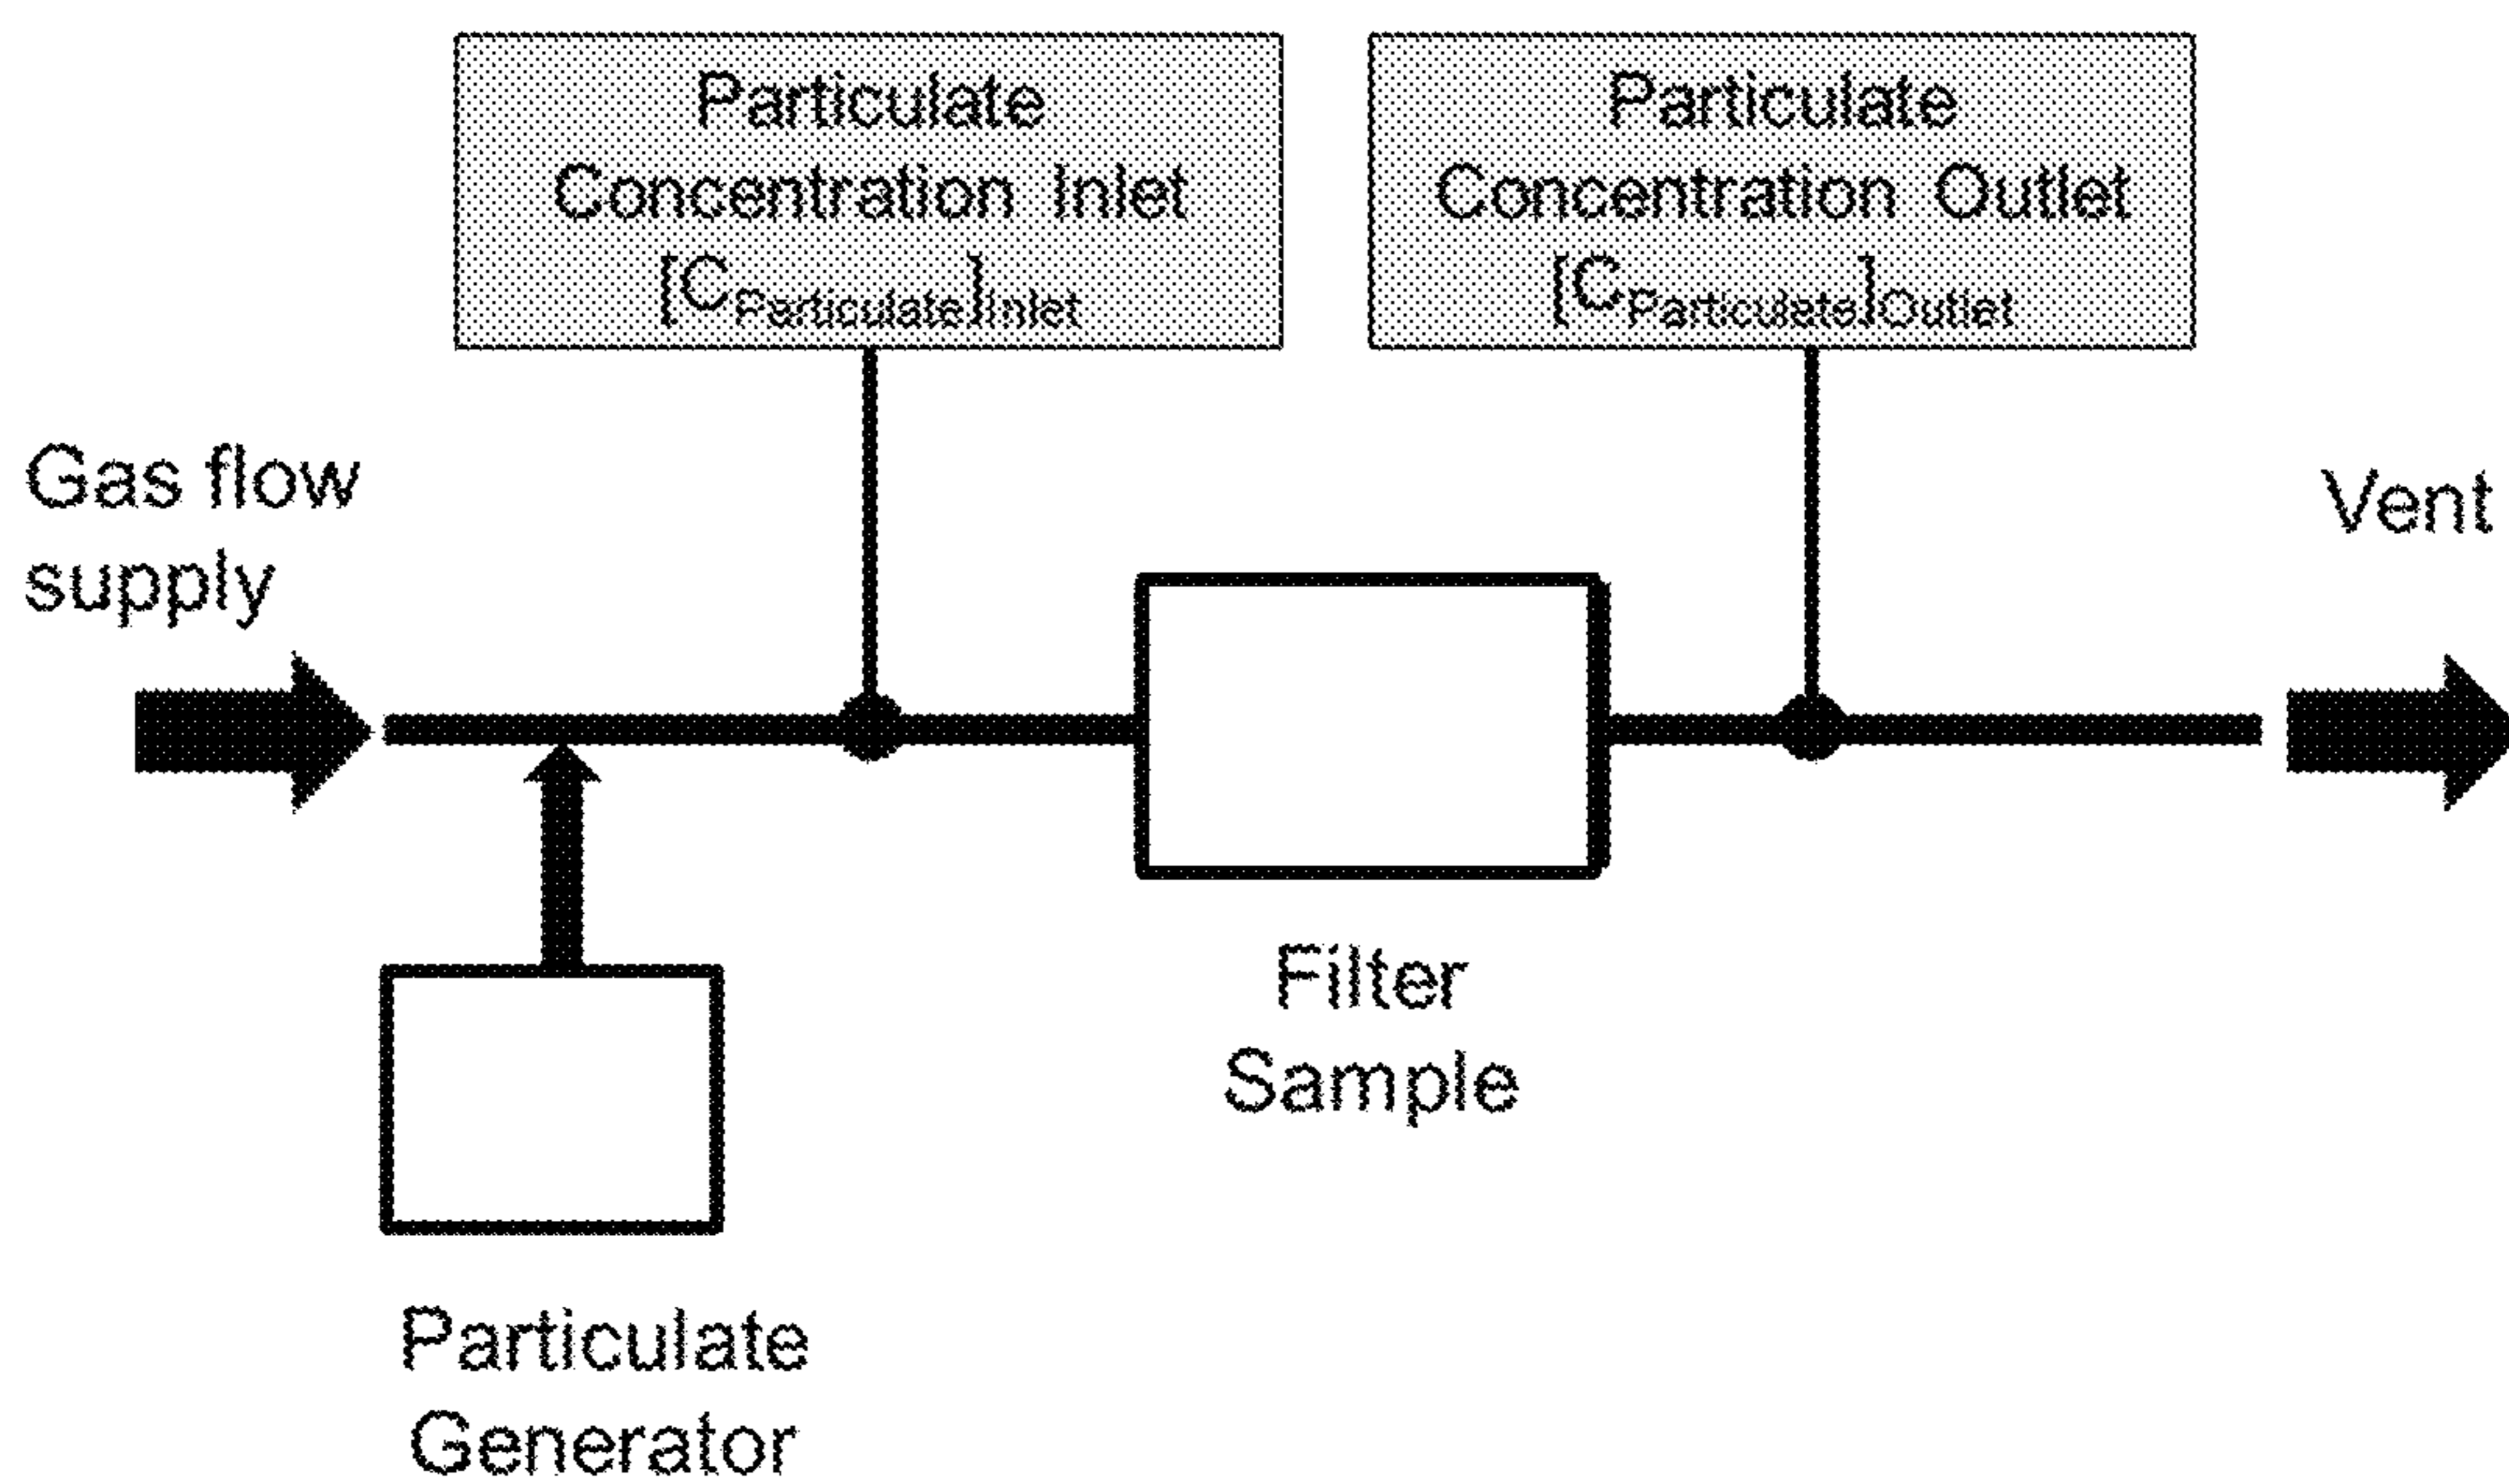 Particulate
Concentration Inlet
[CParticulate]Inlet
Particulate
Concentration Outlet
[CParticulate]Outlet
Gas flow
supply
Vent
Filter
Sample
Particulate
Generator